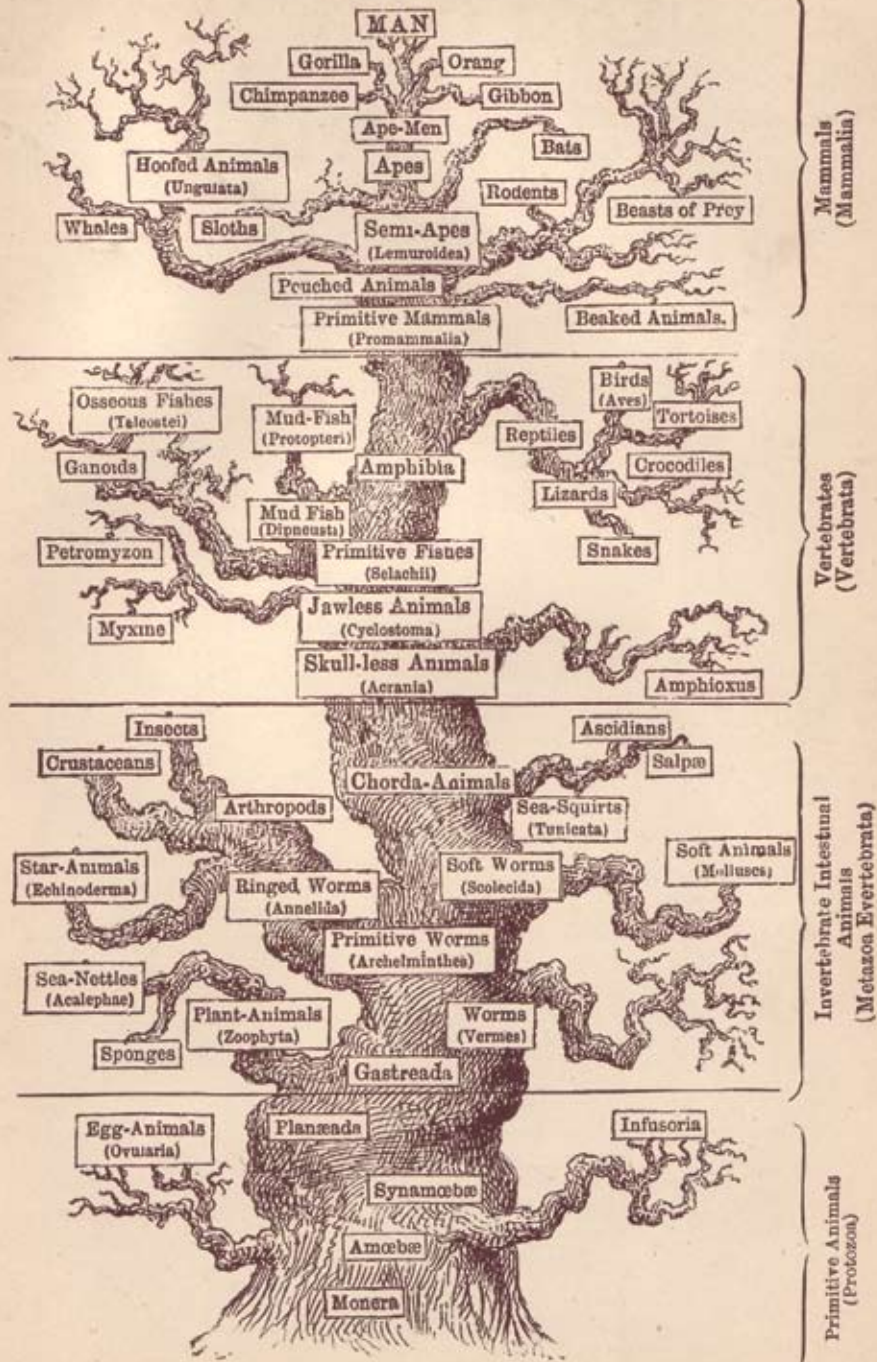 MAN
Gorilla
Orang
Chimpanzee
Gibbon
Ape-Men
Bats
Hoofed Animals
(Ungulata)
Apes
Rodents
Beasts of Prey
Whales
Sloths
Semi-Apes
(Lemuroidea)
Pouched Animals
Primitive Mammals
(Promammalia)
Beaked Animals.
Mammals
(Mammalia)
Osseous Fishes
(Teleostei)
Mud-Fish
(Protopteri)
Birds
(Aves)
Tortoises
Reptiles
Ganoids
Amphibia
Crocodiles
Lizards
Mud Fish
(Dipneusti)
Petromyzon
Primitive Fishes
(Selachii)
Snakes
Myxine
Jawless Animals
(Cyclostoma)
Skull-less Animals
(Acrania)
Amphioxus
Vertebrates
(Vertebrata)
Insects
Ascidians
Crustaceans
Salpæ
Chorda-Animals
Arthropods
Sea-Squirts
(Tunicata)
Star-Animals
(Echinoderma)
Ringed Worms
(Annelida)
Soft Worms
(Scolecida)
Soft Animals
(Molluscs)
Primitive Worms
(Archelminthes)
Sea-Nettles
(Acalephae)
Plant-Animals
(Zoophyta)
Worms
(Vermes)
Sponges
Gastreada
Invertebrate Intestinal
Animals
(Metazoa Evertebrata)
Egg-Animals
(Ovularia)
Planæada
Infusoria
Synamœbæ
Amœbæ
Monera
Primitive Animals
(Protozoa)